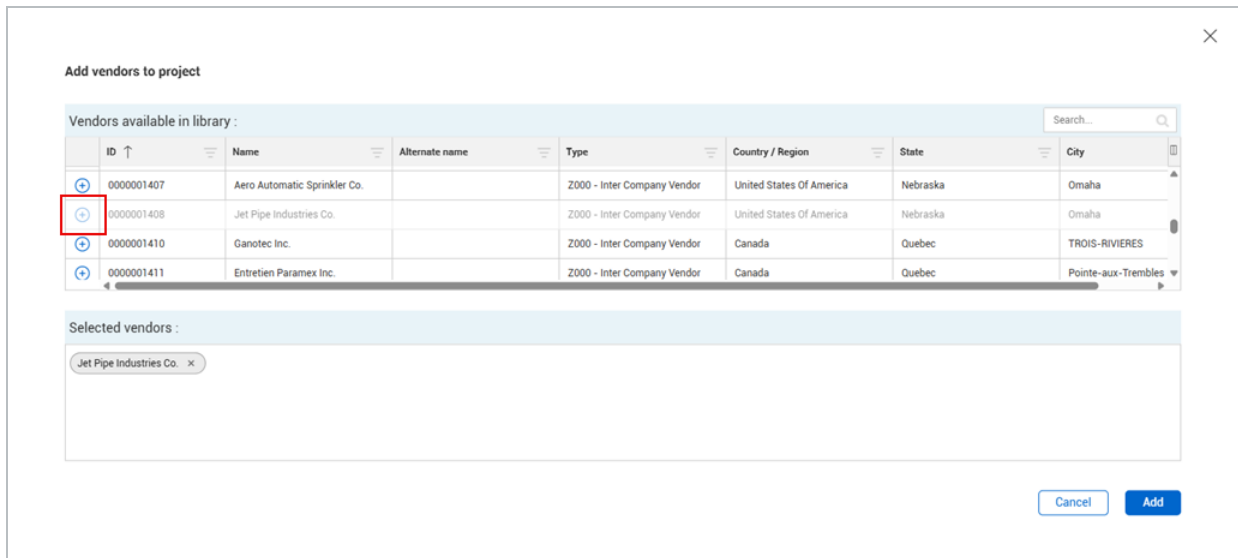 Add vendors to project
Vendors available in library :
Search...
ID Name Alternate name Type Country / Region State City
0000001407 Aero Automatic Sprinkler Co. Z000 - Inter Company Vendor United States Of America Nebraska Omaha
0000001408 Jet Pipe Industries Co. Z000 - Inter Company Vendor United States Of America Nebraska Omaha
0000001410 Ganotec Inc. Z000 - Inter Company Vendor Canada Quebec TROIS-RIVIERES
0000001411 Entretien Paramex Inc. Z000 - Inter Company Vendor Canada Quebec Pointe-aux-Trembles
Selected vendors :
Jet Pipe Industries Co.
Cancel Add